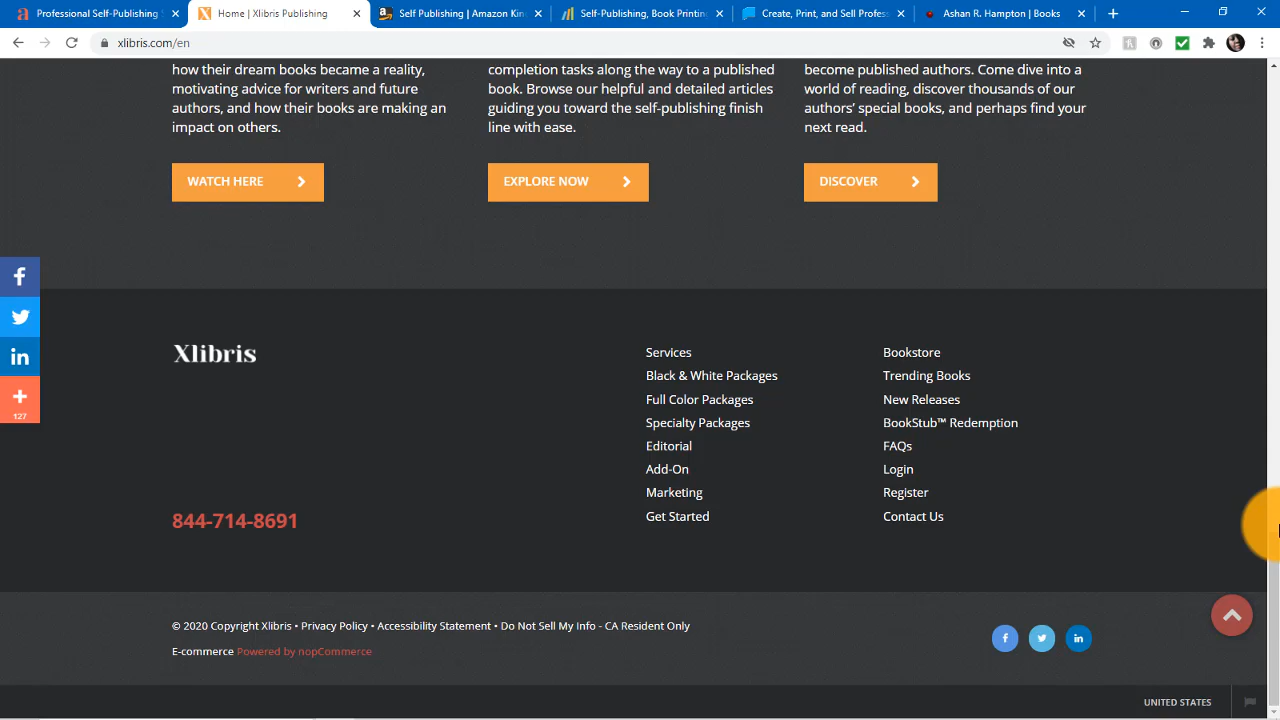 Professional Self-Publishing
Home | Xlibris Publishing
Self Publishing | Amazon Kin
Self-Publishing, Book Printing
Create, Print, and Sell Profess
Ashan R. Hampton | Books
xlibris.com/en
how their dream books became a reality,
motivating advice for writers and future
authors, and how their books are making an
impact on others.
WATCH HERE
completion tasks along the way to a published
book. Browse our helpful and detailed articles
guiding you toward the self-publishing finish
line with ease.
EXPLORE NOW
become published authors. Come dive into a
world of reading, discover thousands of our
authors' special books, and perhaps find your
next read.
DISCOVER
127
Xlibris
844-714-8691
Services
Black & White Packages
Full Color Packages
Specialty Packages
Editorial
Add-On
Marketing
Get Started
Bookstore
Trending Books
New Releases
BookStub™ Redemption
FAQs
Login
Register
Contact Us
© 2020 Copyright Xlibris • Privacy Policy • Accessibility Statement • Do Not Sell My Info - CA Resident Only
E-commerce Powered by nopCommerce
UNITED STATES